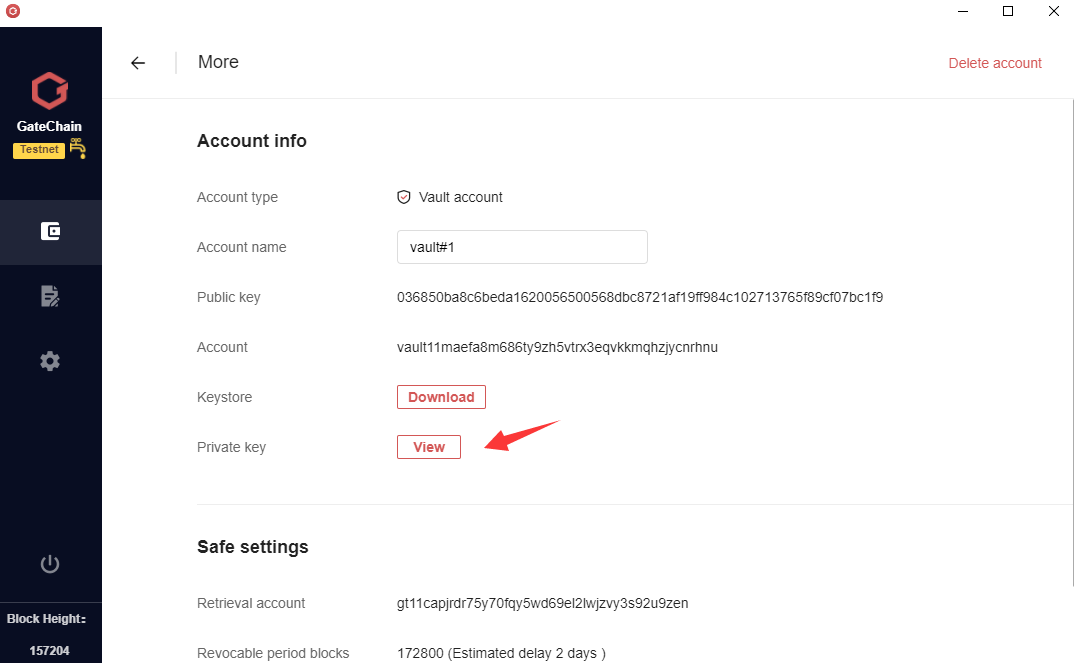 More
Delete account
GateChain
Testnet
Account info
Account type
Vault account
Account name
vault#1
Public key
036850ba8c6beda1620056500568dbc8721af19ff984c102713765f89cf07bc1f9
Account
vault11maefa8m686ty9zh5vtrx3eqvkkmqhzjycnrhnu
Keystore
Download
Private key
View
Safe settings
Retrieval account
gt11capjrdr75y70fqy5wd69el2lwjzvy3s92u9zen
Revocable period blocks
172800 (Estimated delay 2 days )
Block Height:
157204